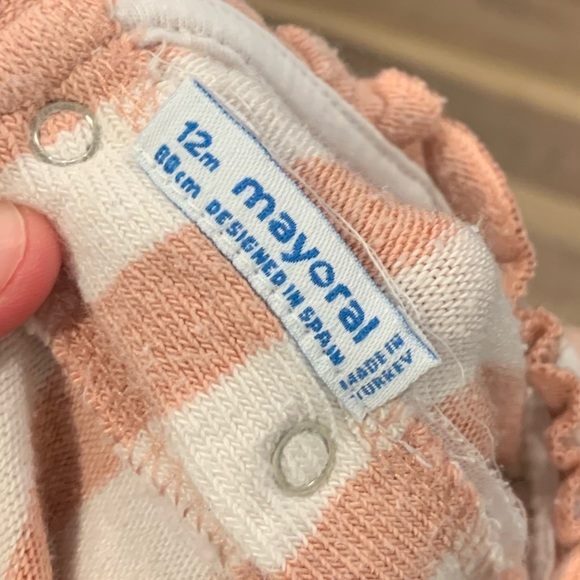 12m
80cm
mayoral
DESIGNED IN SPAIN
MADE IN
TURKEY